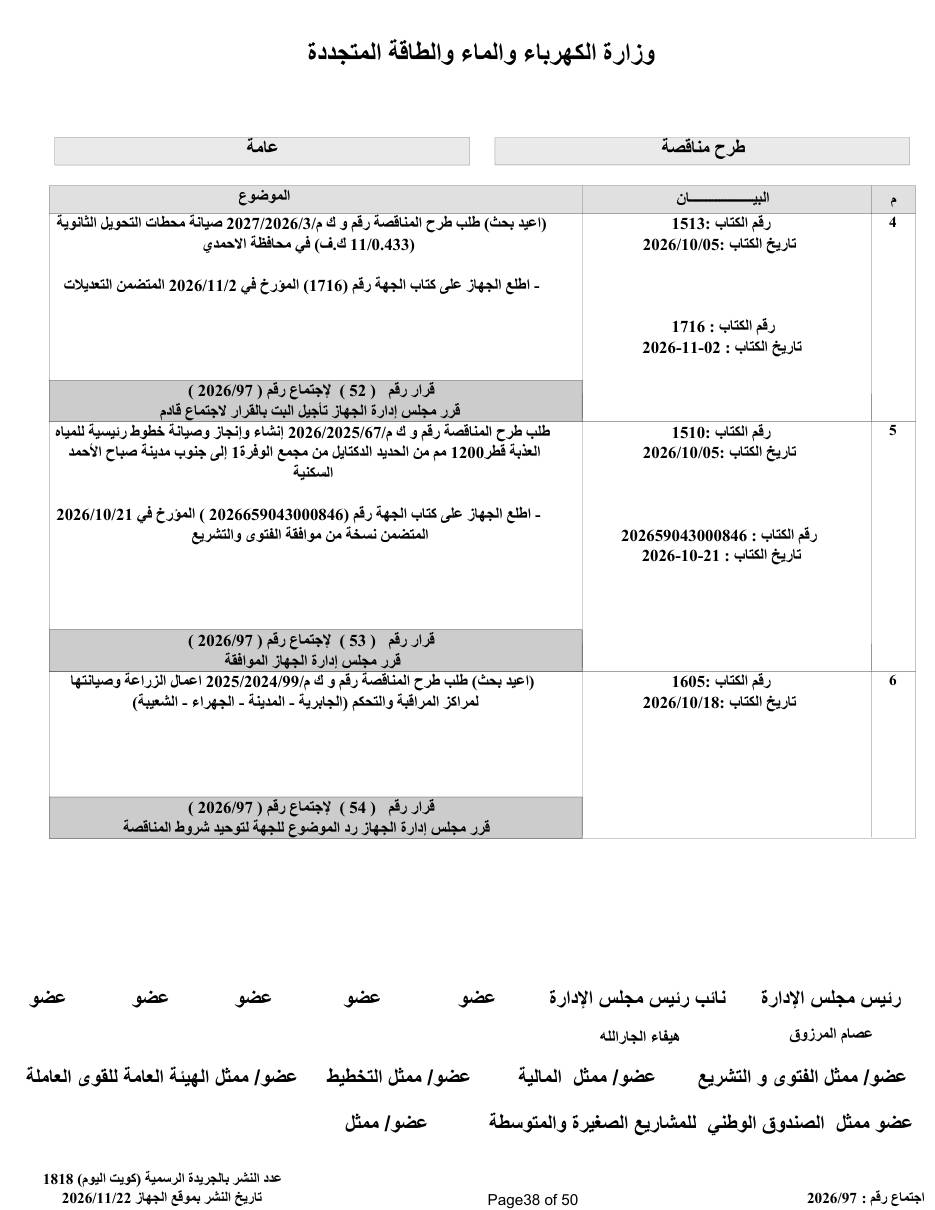 وزارة الكهرباء والماء والطاقة المتجددة
طرح مناقصة
عامة
م
البيـــــــــــــــان
الموضوع
4
رقم الكتاب :1513
تاريخ الكتاب :2026/10/05
رقم الكتاب : 1716
تاريخ الكتاب : 02-11-2026
(اعيد بحث) طلب طرح المناقصة رقم و ك م/3/2027/2026 صيانة محطات التحويل الثانوية
(11/0.433 ك.ف) في محافظة الاحمدي
- اطلع الجهاز على كتاب الجهة رقم (1716) المؤرخ في 2026/11/2 المتضمن التعديلات
قرار رقم ( 52 ) لإجتماع رقم ( 2026/97 )
قرر مجلس إدارة الجهاز تأجيل البت بالقرار لاجتماع قادم
5
رقم الكتاب :1510
تاريخ الكتاب :2026/10/05
رقم الكتاب : 202659043000846
تاريخ الكتاب : 21-10-2026
طلب طرح المناقصة رقم و ك م/67/2026/2025 إنشاء وإنجاز وصيانة خطوط رئيسية للمياه
العذبة قطر1200 مم من الحديد الدكتايل من مجمع الوفرة1 إلى جنوب مدينة صباح الأحمد
السكنية
- اطلع الجهاز على كتاب الجهة رقم (2026659043000846 ) المؤرخ في 2026/10/21
المتضمن نسخة من موافقة الفتوى والتشريع
قرار رقم ( 53 ) لإجتماع رقم ( 2026/97 )
قرر مجلس إدارة الجهاز الموافقة
6
رقم الكتاب :1605
تاريخ الكتاب :2026/10/18
(اعيد بحث) طلب طرح المناقصة رقم و ك م/99/2025/2024 اعمال الزراعة وصيانتها
لمراكز المراقبة والتحكم (الجابرية - المدينة - الجهراء - الشعيبة)
قرار رقم ( 54 ) لإجتماع رقم ( 2026/97 )
قرر مجلس إدارة الجهاز رد الموضوع للجهة لتوحيد شروط المناقصة
رئيس مجلس الإدارة نائب رئيس مجلس الإدارة عضو عضو عضو عضو عضو
عصام المرزوق هيفاء الجارالله
عضو/ ممثل الفتوى و التشريع عضو/ ممثل المالية عضو/ ممثل التخطيط عضو/ ممثل الهيئة العامة للقوى العاملة
عضو ممثل الصندوق الوطني للمشاريع الصغيرة والمتوسطة عضو/ ممثل
عدد النشر بالجريدة الرسمية (كويت اليوم) 1818
اجتماع رقم : 2026/97 Page38 of 50 تاريخ النشر بموقع الجهاز 2026/11/22